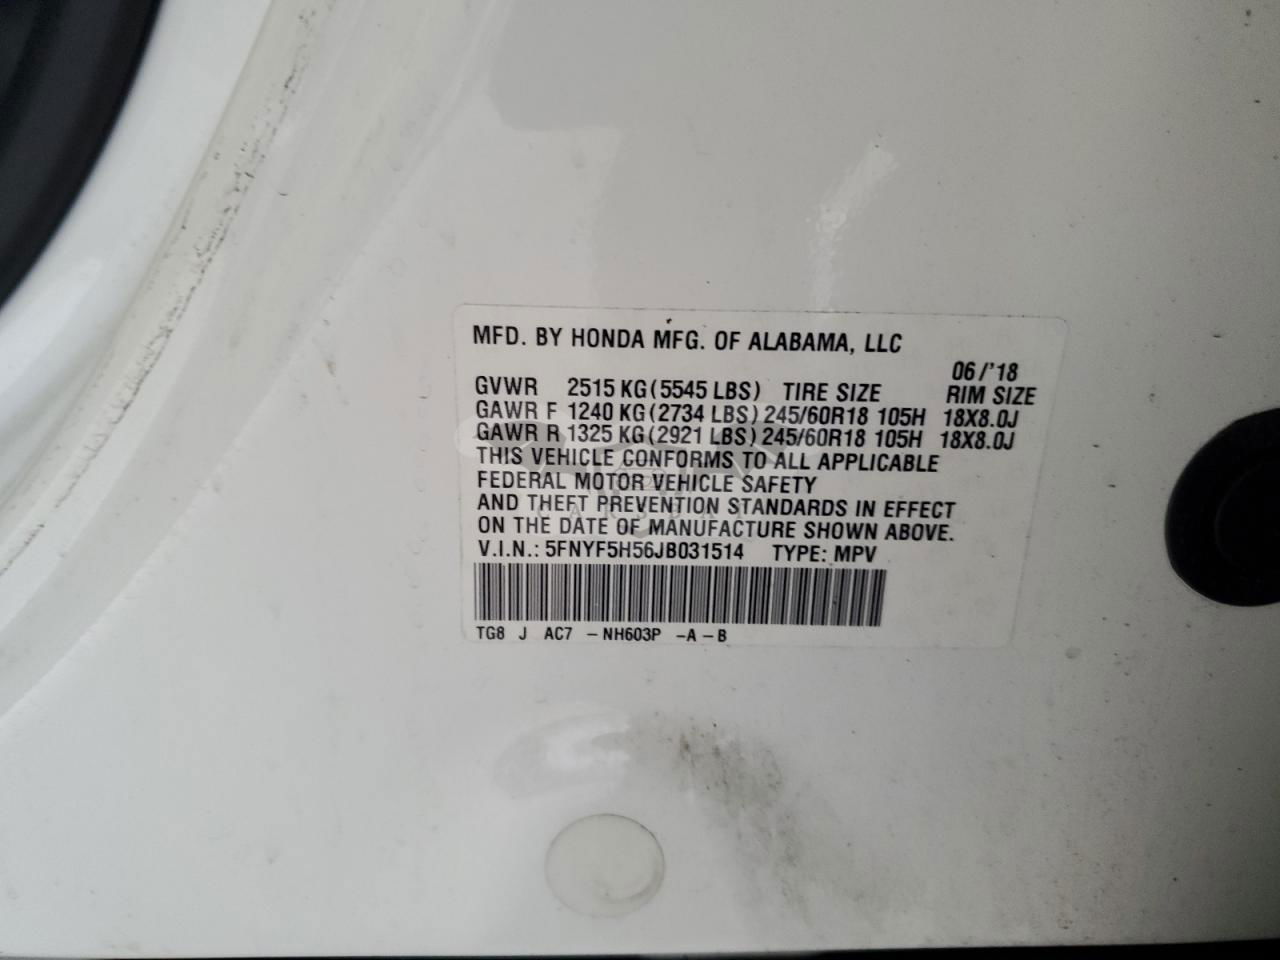 MFD. BY HONDA MFG. OF ALABAMA, LLC
06/'18
GVWR 2515 KG (5545 LBS) TIRE SIZE RIM SIZE
GAWR F 1240 KG (2734 LBS) 245/60R18 105H 18X8.0J
GAWR R 1325 KG (2921 LBS) 245/60R18 105H 18X8.0J
THIS VEHICLE CONFORMS TO ALL APPLICABLE
FEDERAL MOTOR VEHICLE SAFETY
AND THEFT PREVENTION STANDARDS IN EFFECT
ON THE DATE OF MANUFACTURE SHOWN ABOVE.
V.I.N.: 5FNYF5H56JB031514 TYPE: MPV
TG8 J AC7 -NH603P -A-B